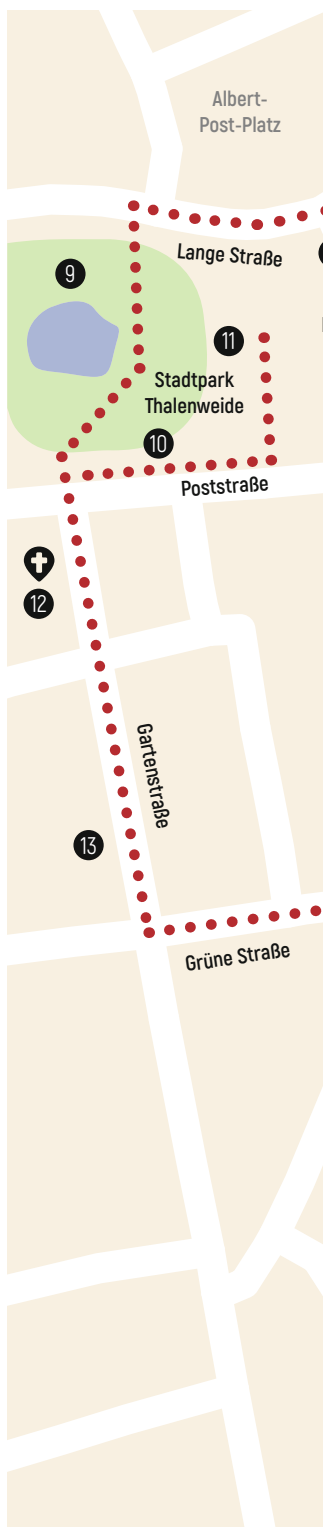 Albert-
Post-Platz
Lange Straße
9
11
Stadtpark
Thalenweide
10
Poststraße
12
Gartenstraße
13
Grüne Straße